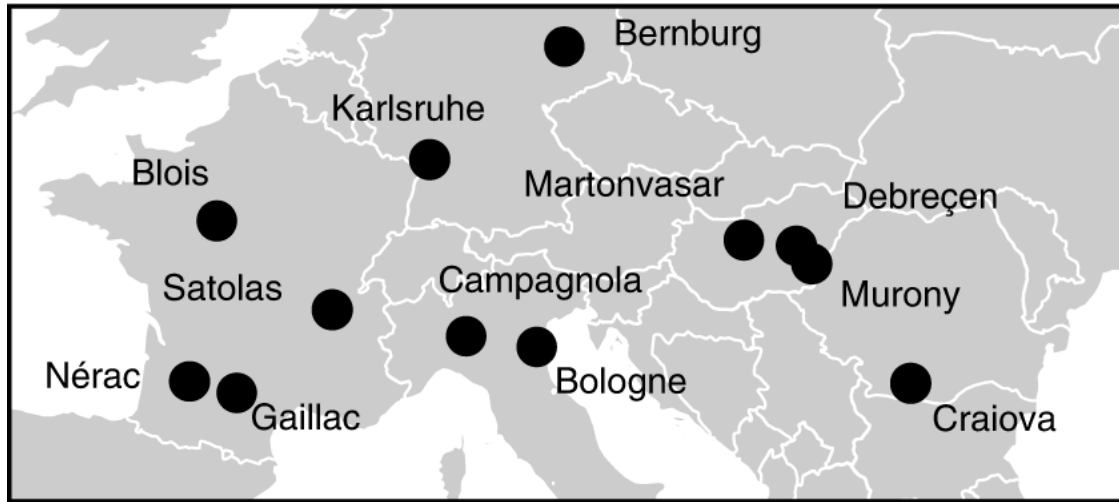 Bernburg
Karlsruhe
Blois
Martonvasar
Debreçen
Satolas
Campagnola
Murony
Nérac
Bologne
Gaillac
Craiova